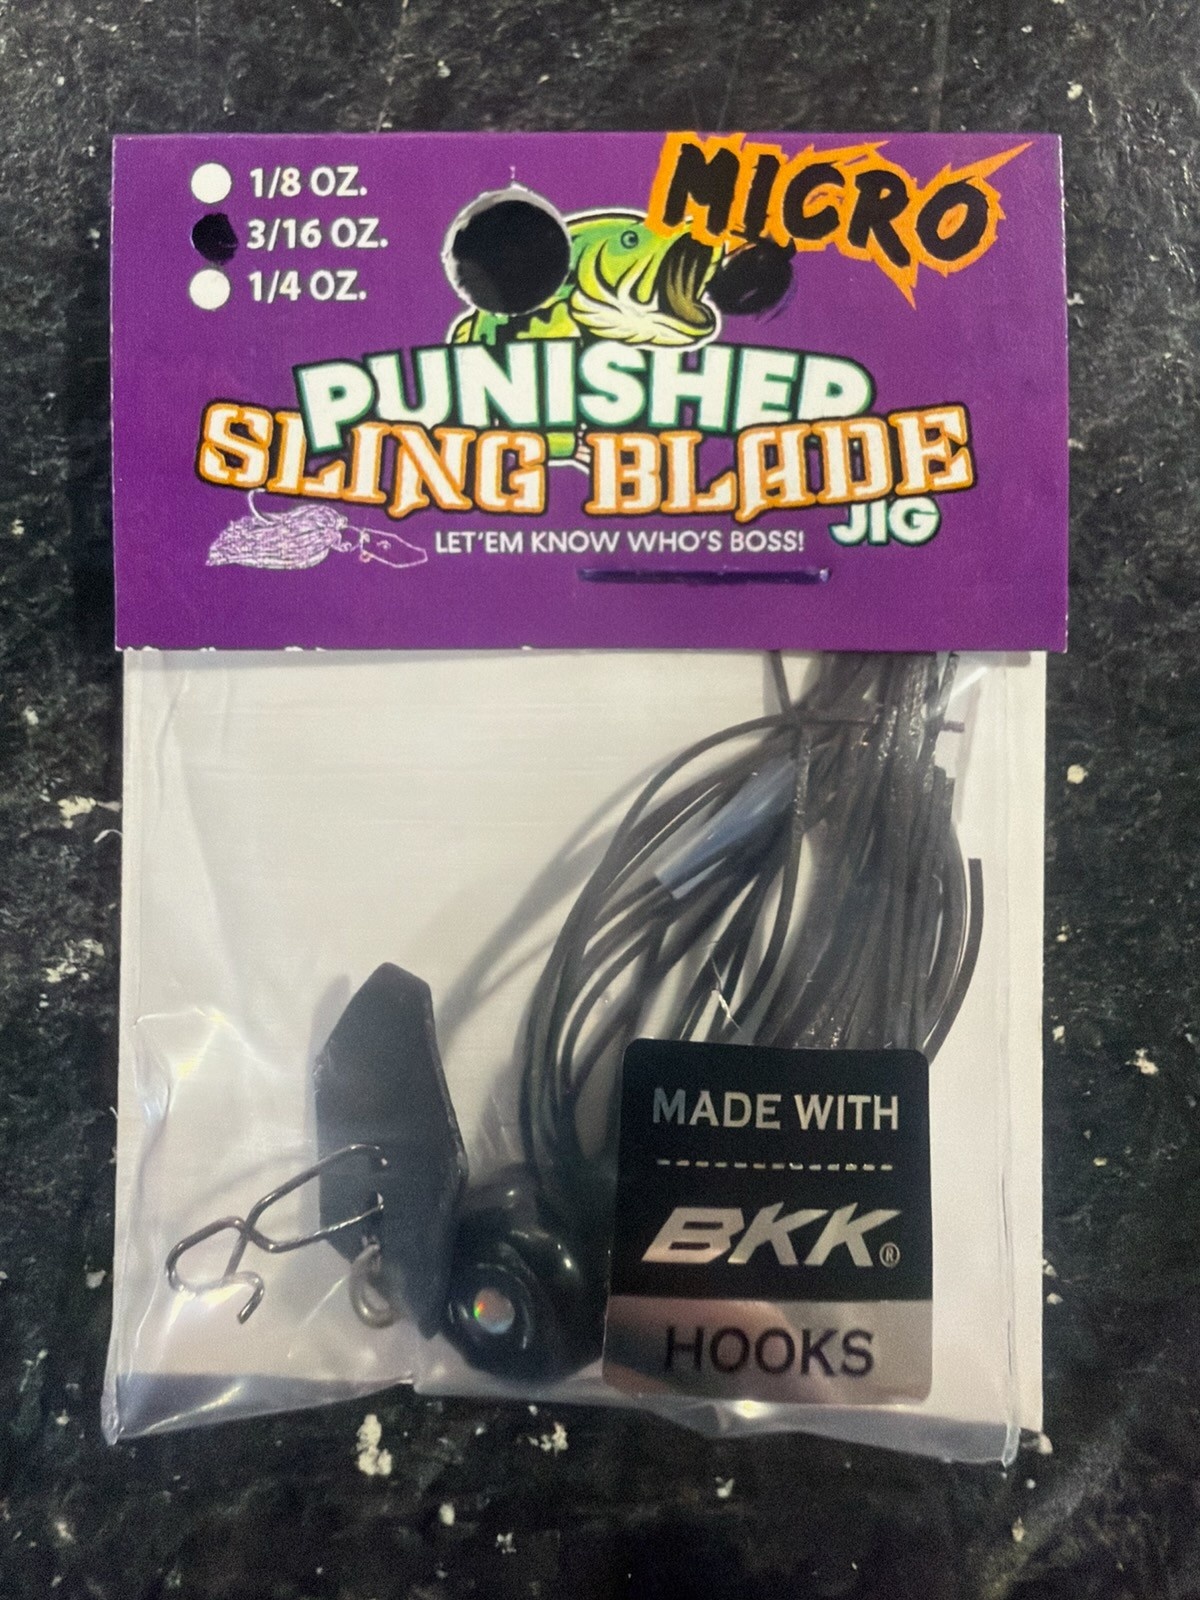 1/8 OZ.
3/16 OZ.
1/4 OZ.
MICRO
PUNISHER
SLING BLADE
JIG
LET'EM KNOW WHO'S BOSS!
MADE WITH
BKK®
HOOKS